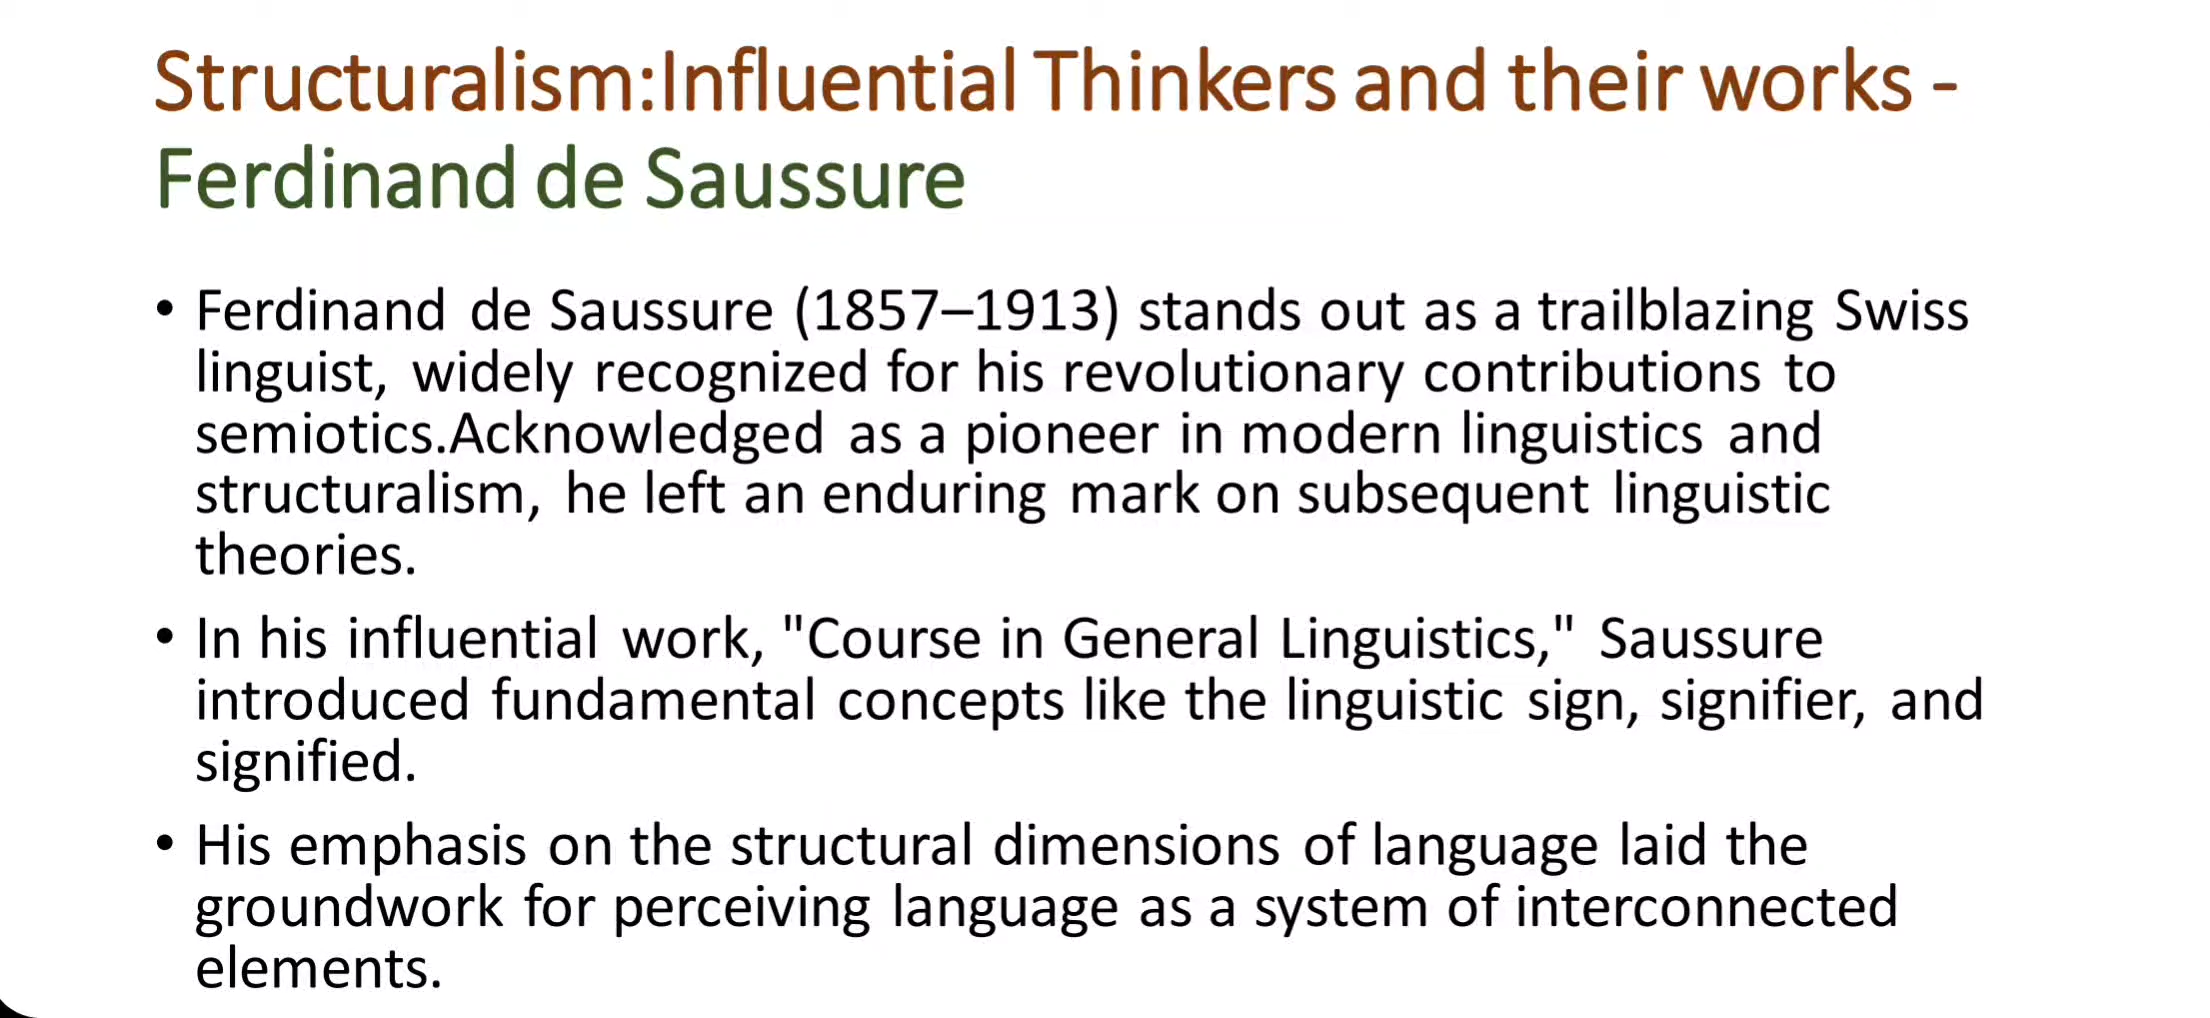 Structuralism:Influential Thinkers and their works -
Ferdinand de Saussure
• Ferdinand de Saussure (1857–1913) stands out as a trailblazing Swiss
linguist, widely recognized for his revolutionary contributions to
semiotics.Acknowledged as a pioneer in modern linguistics and
structuralism, he left an enduring mark on subsequent linguistic
theories.
• In his influential work, "Course in General Linguistics," Saussure
introduced fundamental concepts like the linguistic sign, signifier, and
signified.
• His emphasis on the structural dimensions of language laid the
groundwork for perceiving language as a system of interconnected
elements.